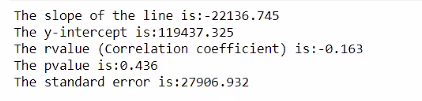 The slope of the line is:-22136.745
The y-intercept is:119437.325
The rvalue (Correlation coefficient) is:-0.163
The pvalue is:0.436
The standard error is:27906.932